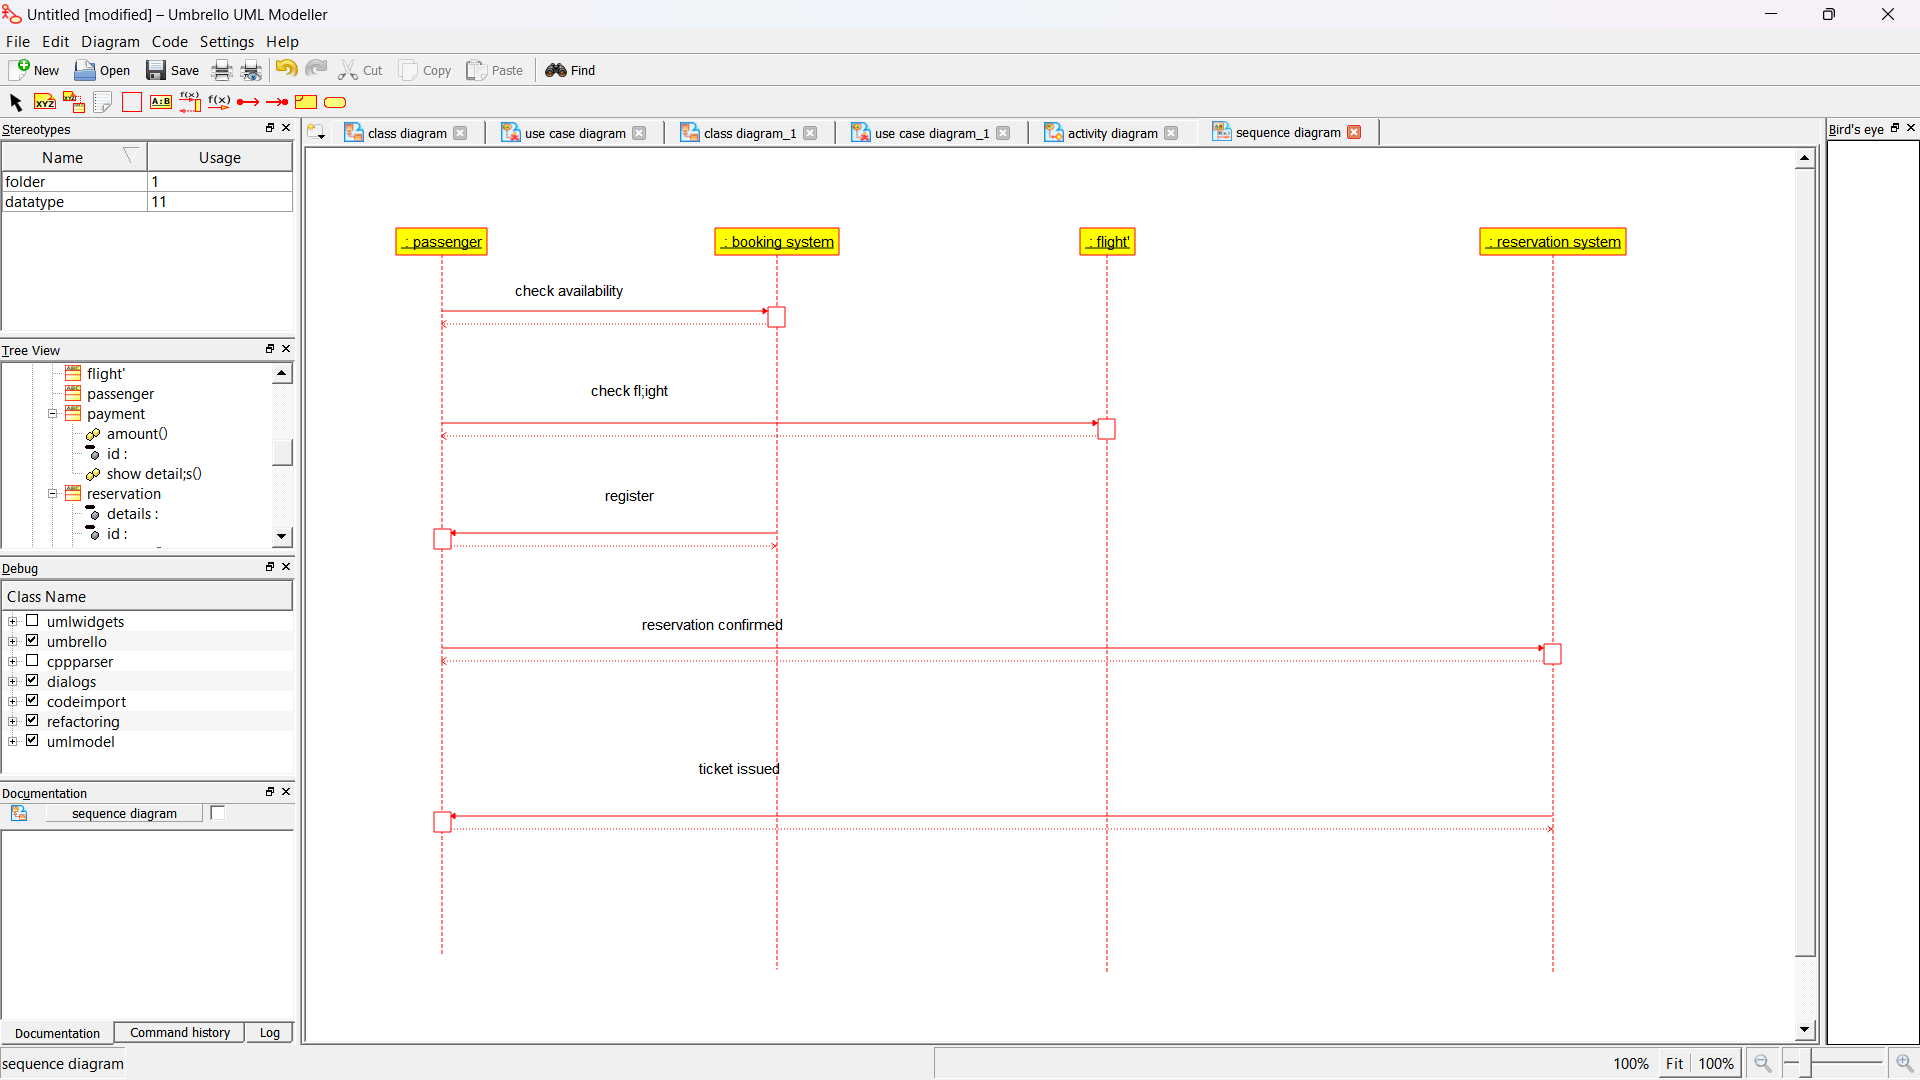 Untitled [modified] – Umbrello UML Modeller
File Edit Diagram Code Settings Help
New Open Save Cut Copy Paste Find
XYZ XYZ A:B f(x) f(x)
Stereotypes
Name Usage
folder 1
datatype 11
Tree View
flight'
passenger
payment
amount()
id :
show detail;s()
reservation
details :
id :
Debug
Class Name
umlwidgets
umbrello
cppparser
dialogs
codeimport
refactoring
umlmodel
Documentation
sequence diagram
Documentation Command history Log
sequence diagram
class diagram use case diagram class diagram_1 use case diagram_1 activity diagram sequence diagram
: passenger : booking system : flight' : reservation system
check availability
check fl;ight
register
reservation confirmed
ticket issued
Bird's eye
100% Fit 100%